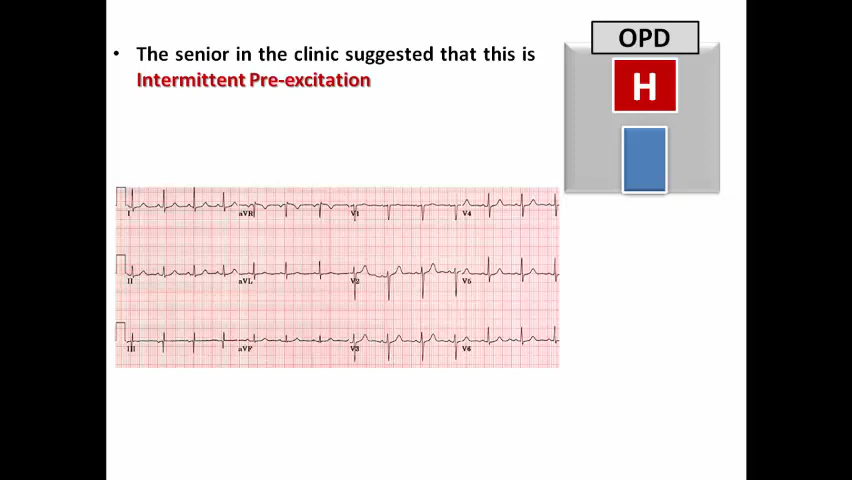 OPD
• The senior in the clinic suggested that this is
Intermittent Pre-excitation
H
I aVR V1 V4
II aVL V2 V5
III aVF V3 V6